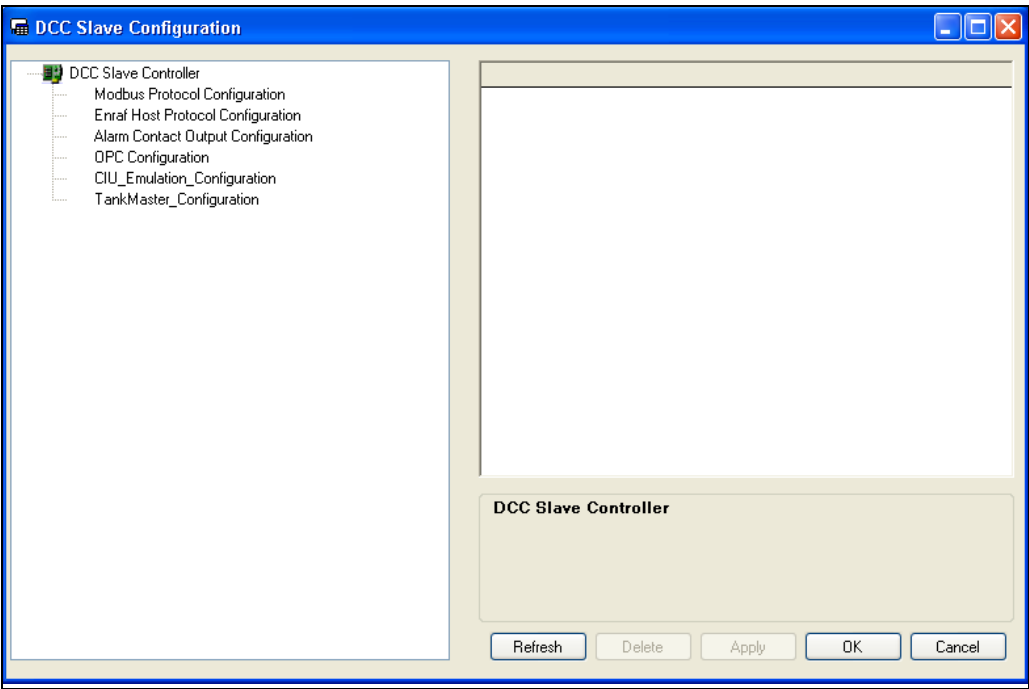 DCC Slave Configuration
DCC Slave Controller
Modbus Protocol Configuration
Enraf Host Protocol Configuration
Alarm Contact Output Configuration
OPC Configuration
CIU_Emulation_Configuration
TankMaster_Configuration
DCC Slave Controller
Refresh Delete Apply OK Cancel